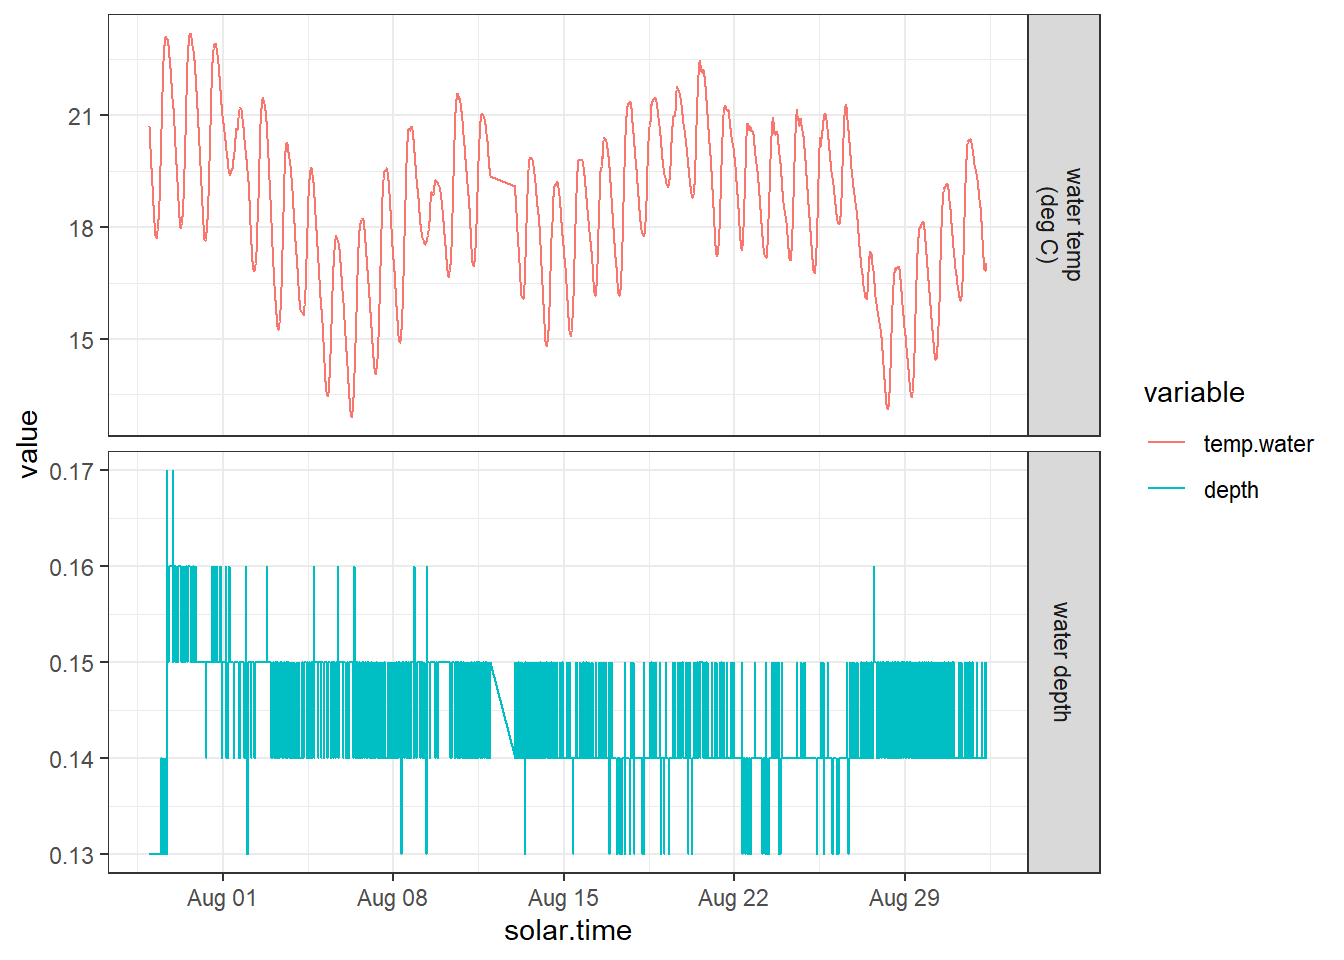 value
21
18
15
water temp
(deg C)
0.17
0.16
0.15
0.14
0.13
water depth
Aug 01
Aug 08
Aug 15
Aug 22
Aug 29
solar.time
variable
temp.water
depth